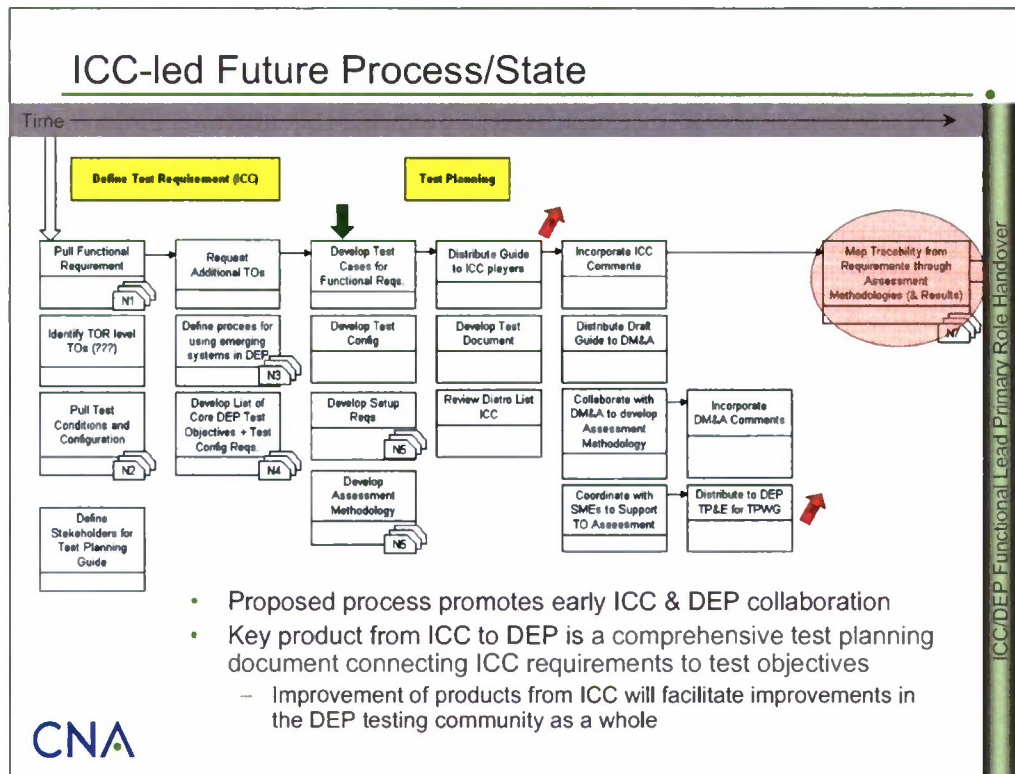 ICC-led Future Process/State
Time
Define Test Requirement (ICC)
Test Planning
Pull Functional
Requirement
N1
Request
Additional TOs
Develop Test
Cases for
Functional Reqs.
Distribute Guide
to ICC players
Incorporate ICC
Comments
Map Tracability from
Requirements through
Assessment
Methodologies (& Results)
N7
Identify TOR level
TOs (???)
Define process for
using emerging
systems in DEP
N3
Develop Test
Config
Develop Test
Document
Distribute Draft
Guide to DM&A
Pull Test
Conditions and
Configuration
N2
Develop List of
Core DEP Test
Objectives + Test
Config Reqs.
N4
Develop Setup
Reqs
N5
Review Distro List
ICC
Collaborate with
DM&A to develop
Assessment
Methodology
Incorporate
DM&A Comments
Define
Stakeholders for
Test Planning
Guide
Develop
Assessment
Methodology
N5
Coordinate with
SMEs to Support
TO Assessment
Distribute to DEP
TP&E for TPWG
ICC/DEP Functional Lead Primary Role Handover
• Proposed process promotes early ICC & DEP collaboration
• Key product from ICC to DEP is a comprehensive test planning
document connecting ICC requirements to test objectives
– Improvement of products from ICC will facilitate improvements in
the DEP testing community as a whole
CNA